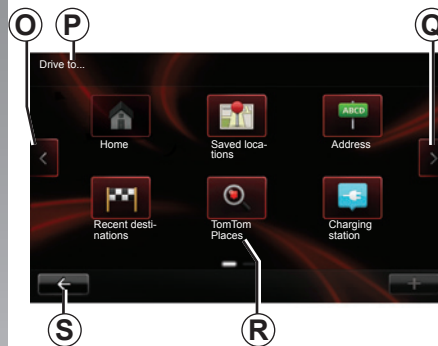 O P Q
Drive to...
ABCD
Home Saved loca- Address
tions
Recent desti- TomTom Charging
nations Places station
S R